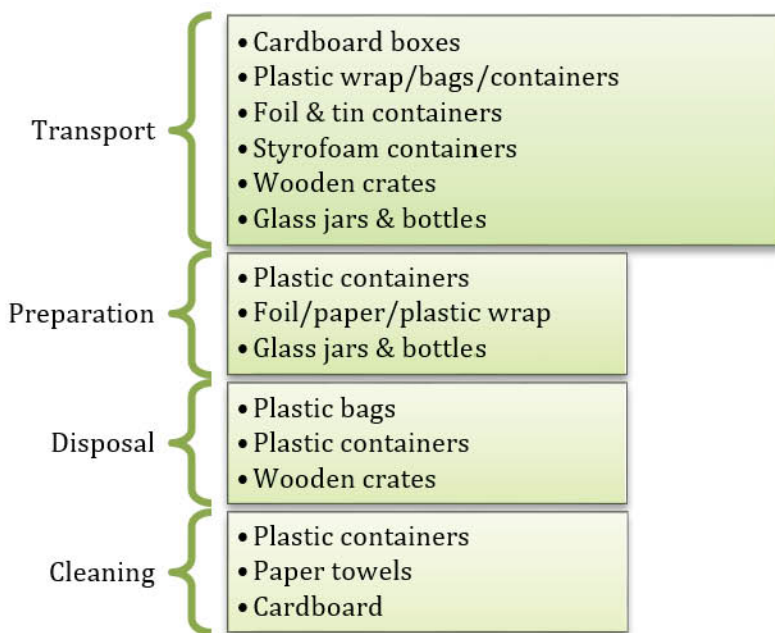 Transport
• Cardboard boxes
• Plastic wrap/bags/containers
• Foil & tin containers
• Styrofoam containers
• Wooden crates
• Glass jars & bottles
Preparation
• Plastic containers
• Foil/paper/plastic wrap
• Glass jars & bottles
Disposal
• Plastic bags
• Plastic containers
• Wooden crates
Cleaning
• Plastic containers
• Paper towels
• Cardboard